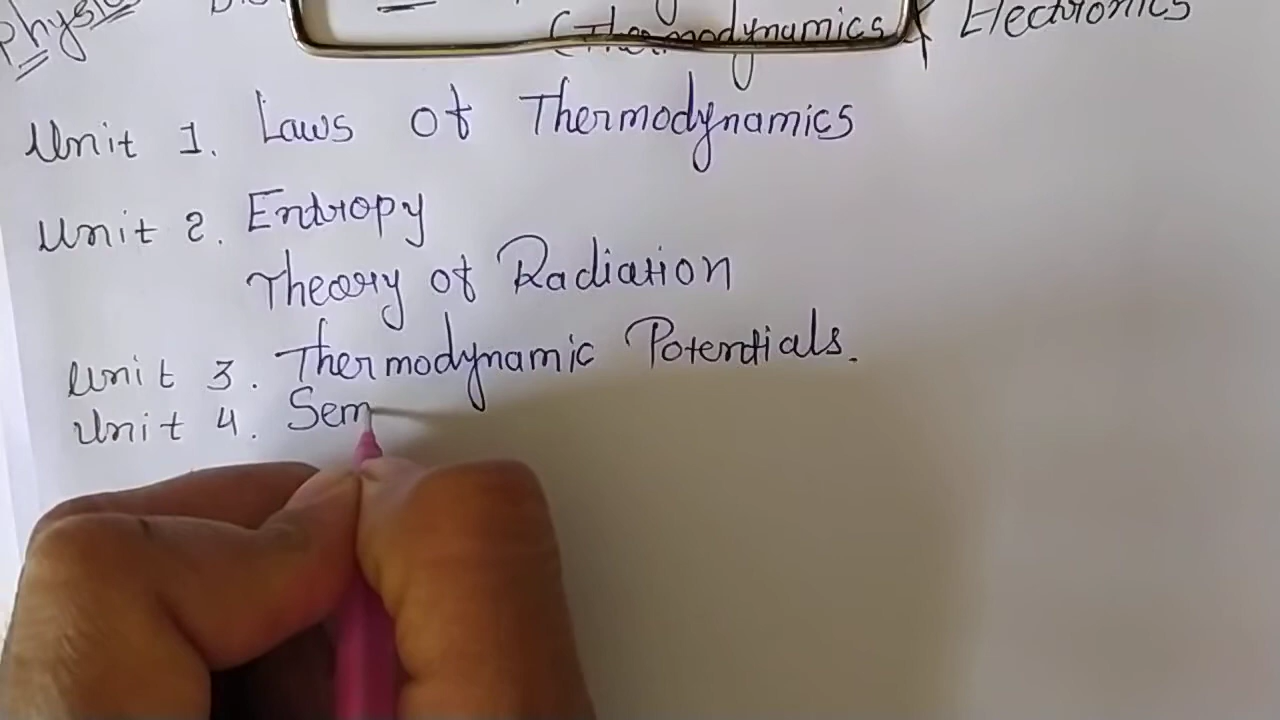 Physics
(Thermodynamics & Electronics
Unit 1. Laws of Thermodynamics
Unit 2. Entropy
Theory of Radiation
Unit 3. Thermodynamic Potentials.
Unit 4. Sem